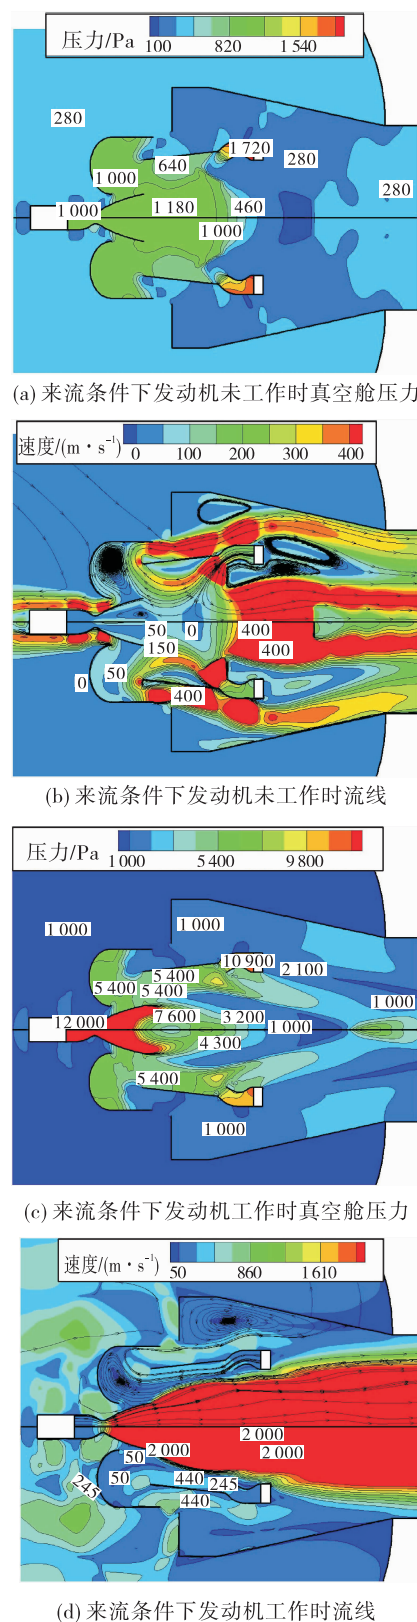 压力/Pa
100 820 1 540
280
1 720
640
280
1 000
280
1 000
1 180
460
1 000
(a) 来流条件下发动机未工作时真空舱压力
速度/(m·s⁻¹)
0 100 200 300 400
50 0 400
150 400
0 50
400
(b) 来流条件下发动机未工作时流线
压力/Pa
1 000 5 400 9 800
1 000 1 000
10 900
2 100
5 400
5 400 5 400
1 000
7 600 3 200
12 000 1 000
4 300
5 400
1 000
(c) 来流条件下发动机工作时真空舱压力
速度/(m·s⁻¹)
50 860 1 610
2 000
2 000 2 000
50
50 440 245
245
440
(d) 来流条件下发动机工作时流线